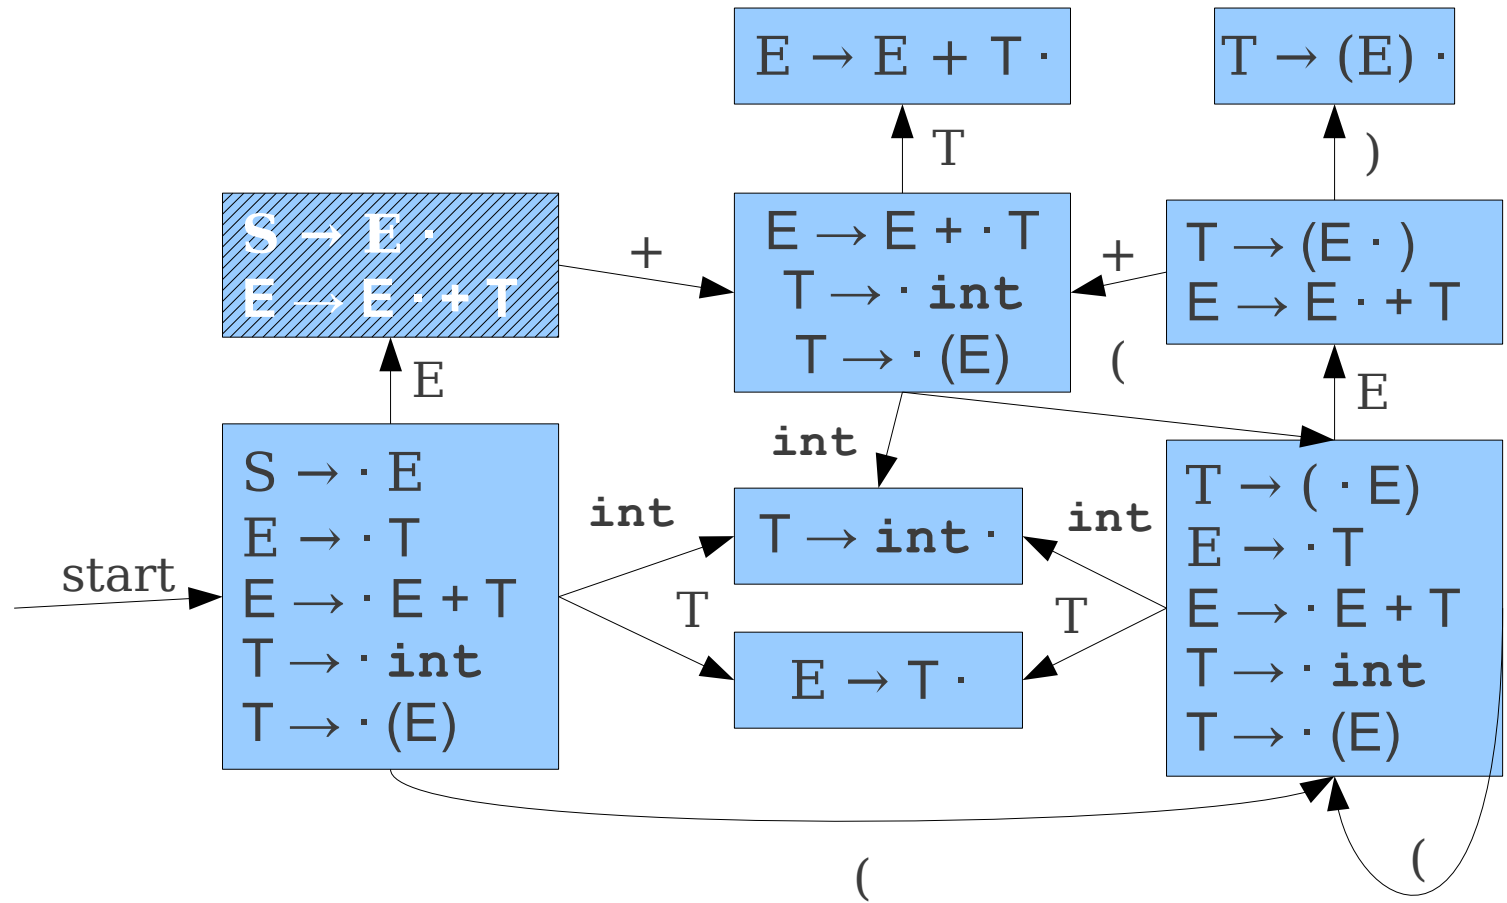 E → E + T ·
T → (E) ·
T
)
S → E ·
E → E · + T
+
E → E + · T
T → · int
T → · (E)
+
T → (E · )
E → E · + T
E
(
E
int
S → · E
E → · T
E → · E + T
T → · int
T → · (E)
start
int
T → int ·
int
T
E → T ·
T
T → ( · E)
E → · T
E → · E + T
T → · int
T → · (E)
(
(